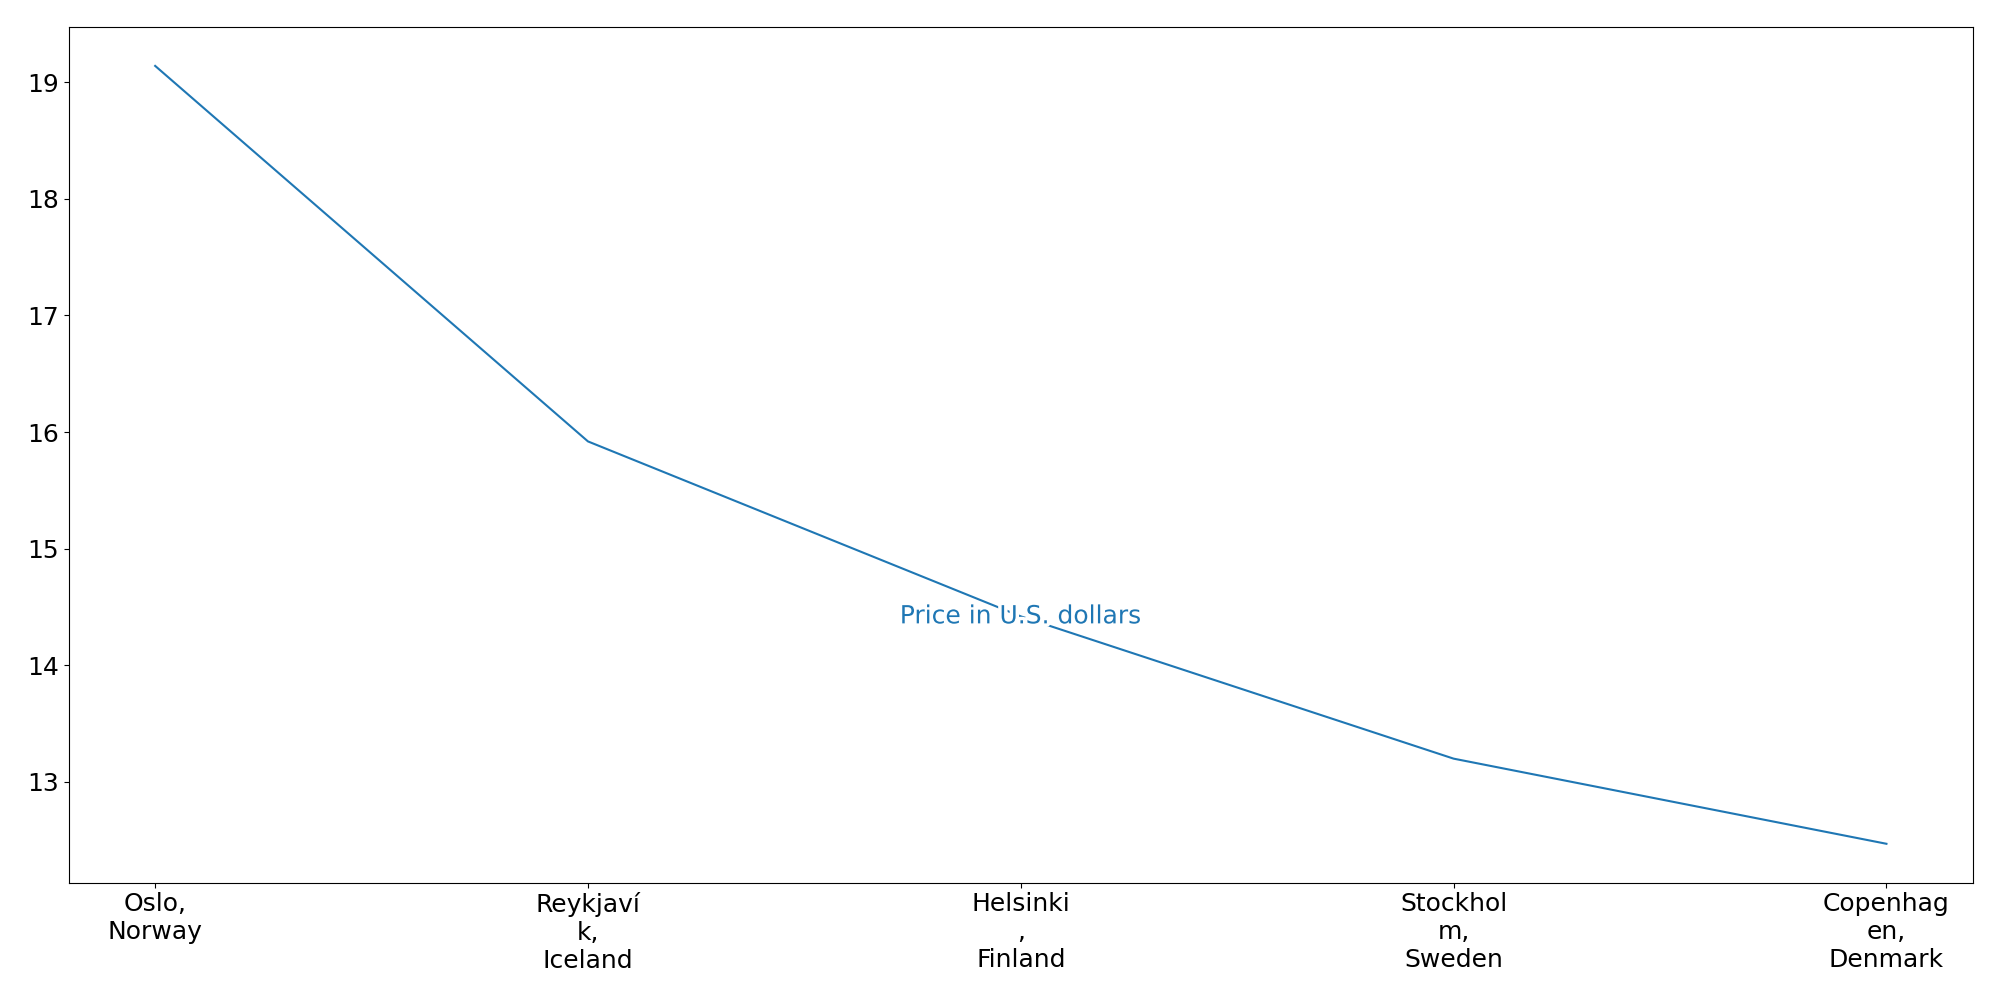 19
18
17
16
15
14
13
Price in U.S. dollars
Oslo,
Norway
Reykjaví
k,
Iceland
Helsinki
,
Finland
Stockhol
m,
Sweden
Copenhag
en,
Denmark